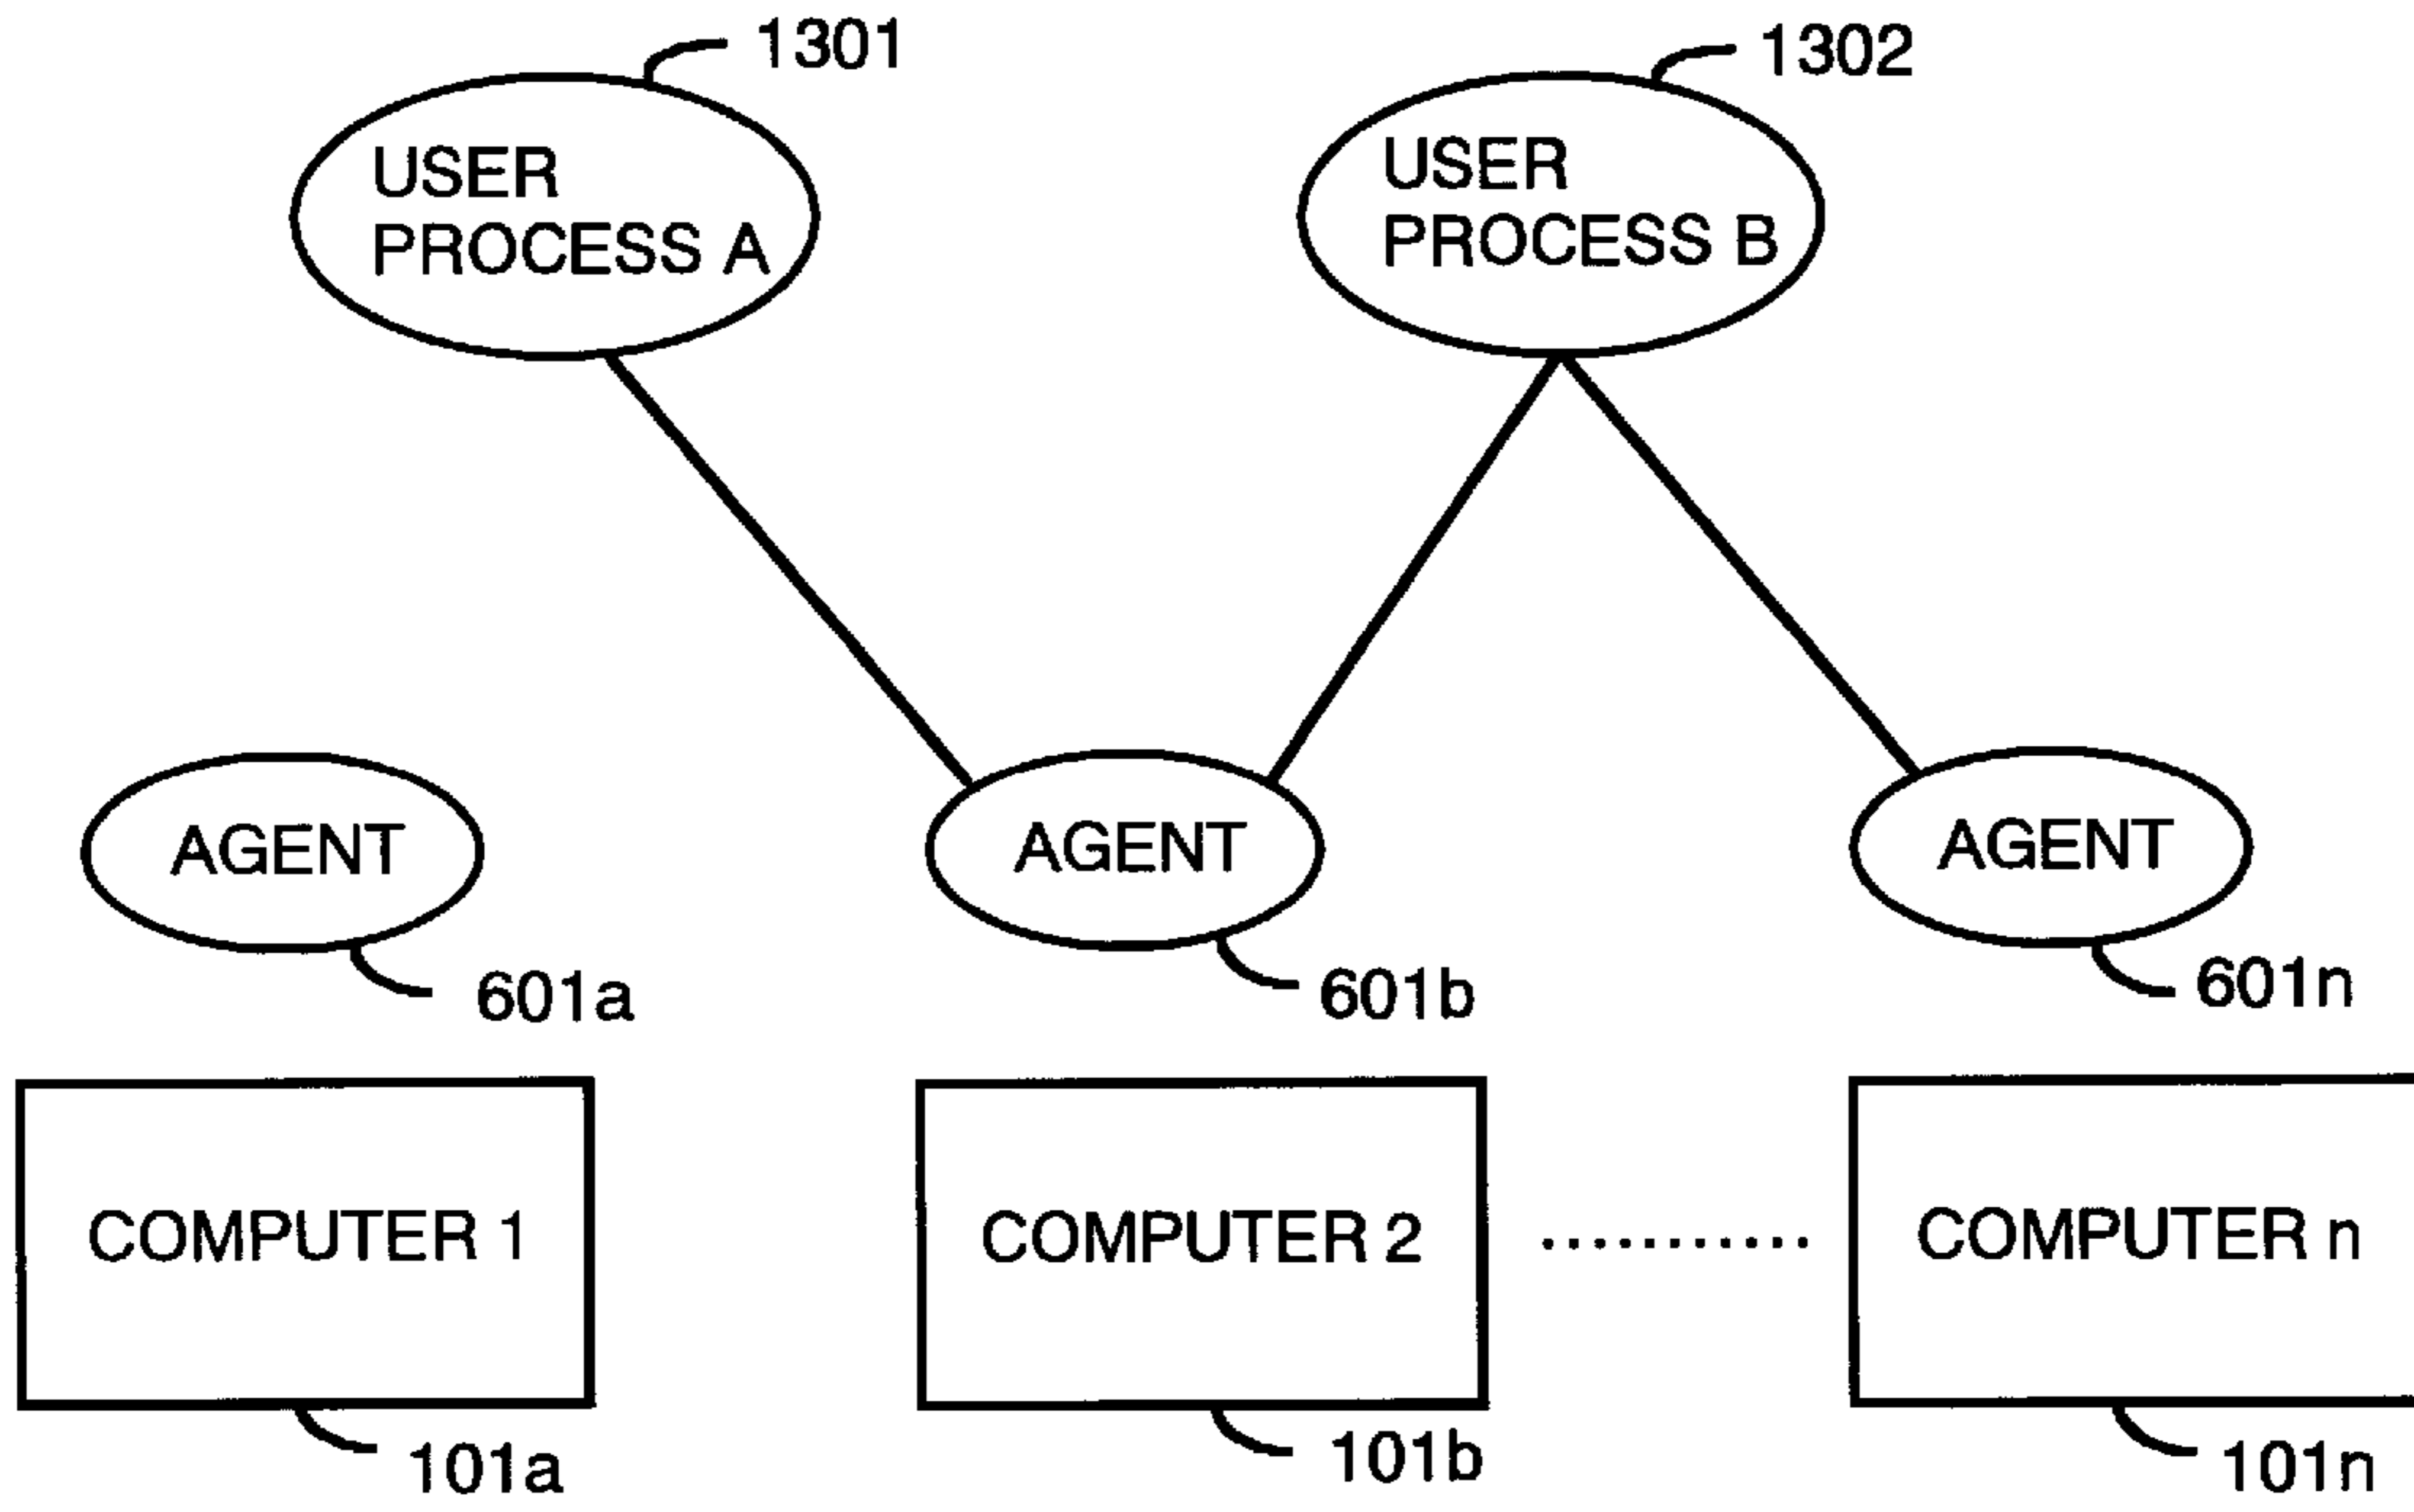 1301
1302
USER
PROCESS A
USER
PROCESS B
AGENT
AGENT
AGENT
601a
601b
601n
COMPUTER 1
COMPUTER 2
...........
COMPUTER n
101a
101b
101n